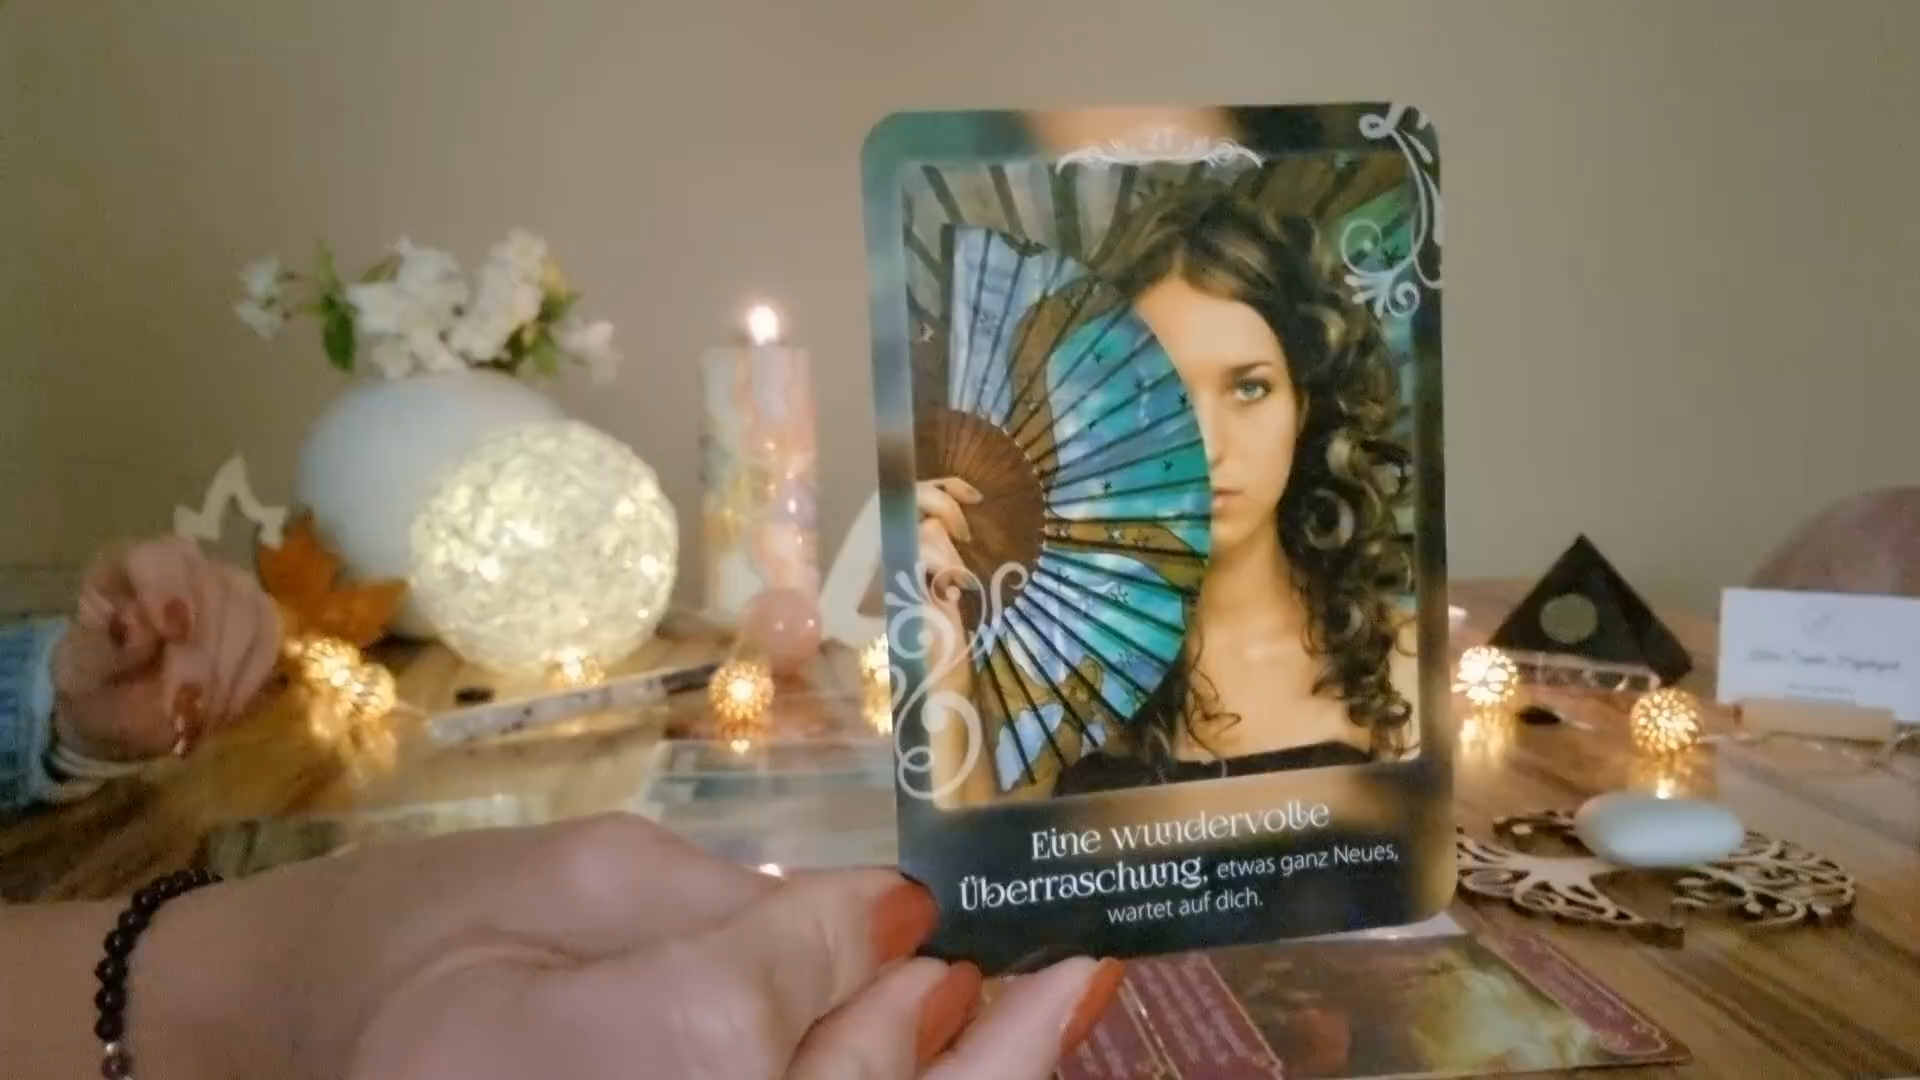 Eine wundervolle
Überraschung, etwas ganz Neues,
wartet auf dich.